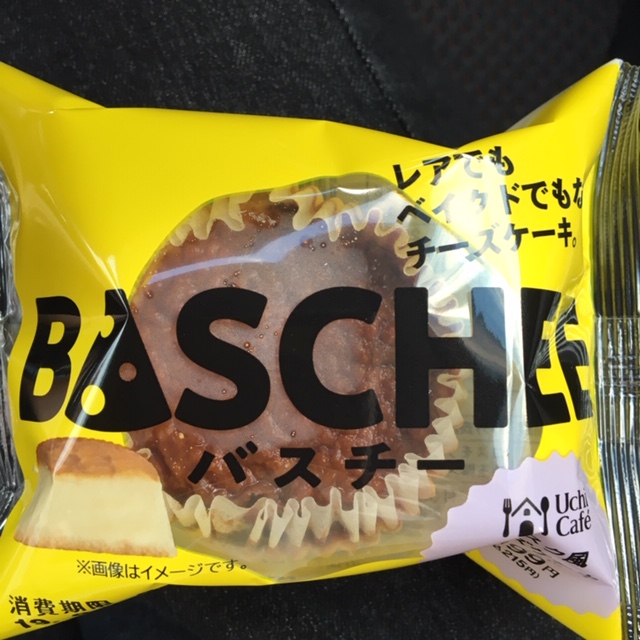 レアでも
ベイクドでもな
チーズケーキ。
BASCHEE
バスチー
Uchi
Café
※画像はイメージです。
消費期限